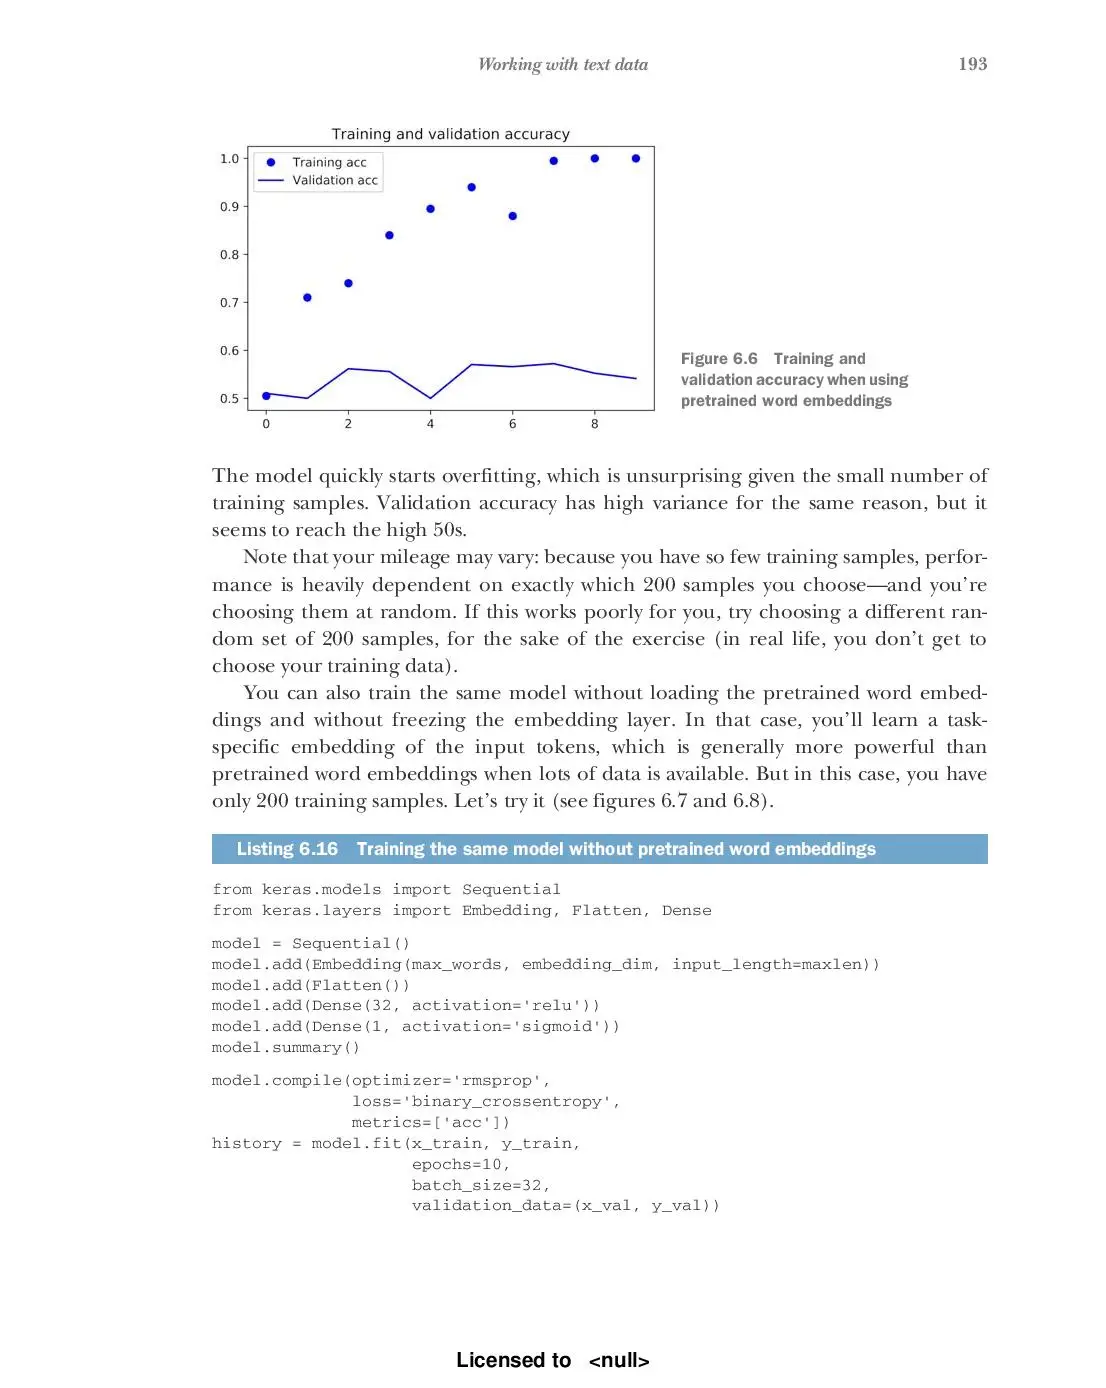 Working with text data 193
Training and validation accuracy
1.0
0.9
0.8
0.7
0.6
0.5
Training acc
Validation acc
0 2 4 6 8
Figure 6.6 Training and
validation accuracy when using
pretrained word embeddings
The model quickly starts overfitting, which is unsurprising given the small number of
training samples. Validation accuracy has high variance for the same reason, but it
seems to reach the high 50s.
Note that your mileage may vary: because you have so few training samples, perfor-
mance is heavily dependent on exactly which 200 samples you choose—and you're
choosing them at random. If this works poorly for you, try choosing a different ran-
dom set of 200 samples, for the sake of the exercise (in real life, you don't get to
choose your training data).
You can also train the same model without loading the pretrained word embed-
dings and without freezing the embedding layer. In that case, you'll learn a task-
specific embedding of the input tokens, which is generally more powerful than
pretrained word embeddings when lots of data is available. But in this case, you have
only 200 training samples. Let's try it (see figures 6.7 and 6.8).
Listing 6.16 Training the same model without pretrained word embeddings
from keras.models import Sequential
from keras.layers import Embedding, Flatten, Dense
model = Sequential()
model.add(Embedding(max_words, embedding_dim, input_length=maxlen))
model.add(Flatten())
model.add(Dense(32, activation='relu'))
model.add(Dense(1, activation='sigmoid'))
model.summary()
model.compile(optimizer='rmsprop',
loss='binary_crossentropy',
metrics=['acc'])
history = model.fit(x_train, y_train,
epochs=10,
batch_size=32,
validation_data=(x_val, y_val))
Licensed to <null>